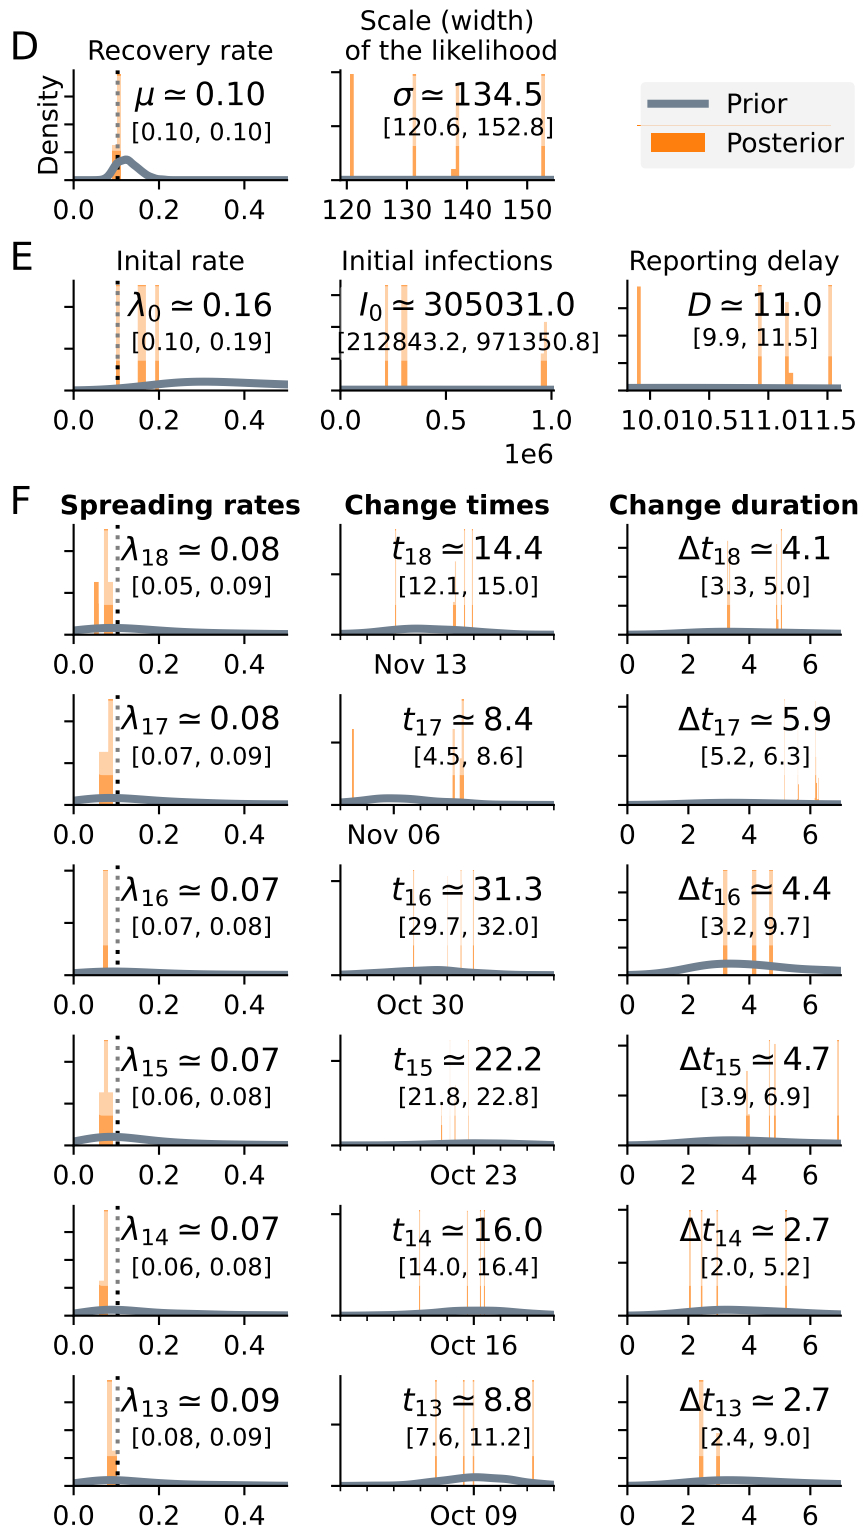 D
Recovery rate
Scale (width)
of the likelihood
Density
μ ≃ 0.10
[0.10, 0.10]
σ ≃ 134.5
[120.6, 152.8]
Prior
Posterior
0.0 0.2 0.4
120 130 140 150
E
Inital rate
Initial infections
Reporting delay
λ0 ≃ 0.16
[0.10, 0.19]
I0 ≃ 305031.0
[212843.2, 971350.8]
D ≃ 11.0
[9.9, 11.5]
0.0 0.2 0.4
0.0 0.5 1.0
1e6
10.0 10.5 11.0 11.5
F
Spreading rates
Change times
Change duration
λ18 ≃ 0.08
[0.05, 0.09]
t18 ≃ 14.4
[12.1, 15.0]
Δt18 ≃ 4.1
[3.3, 5.0]
0.0 0.2 0.4
Nov 13
0 2 4 6
λ17 ≃ 0.08
[0.07, 0.09]
t17 ≃ 8.4
[4.5, 8.6]
Δt17 ≃ 5.9
[5.2, 6.3]
0.0 0.2 0.4
Nov 06
0 2 4 6
λ16 ≃ 0.07
[0.07, 0.08]
t16 ≃ 31.3
[29.7, 32.0]
Δt16 ≃ 4.4
[3.2, 9.7]
0.0 0.2 0.4
Oct 30
0 2 4 6
λ15 ≃ 0.07
[0.06, 0.08]
t15 ≃ 22.2
[21.8, 22.8]
Δt15 ≃ 4.7
[3.9, 6.9]
0.0 0.2 0.4
Oct 23
0 2 4 6
λ14 ≃ 0.07
[0.06, 0.08]
t14 ≃ 16.0
[14.0, 16.4]
Δt14 ≃ 2.7
[2.0, 5.2]
0.0 0.2 0.4
Oct 16
0 2 4 6
λ13 ≃ 0.09
[0.08, 0.09]
t13 ≃ 8.8
[7.6, 11.2]
Δt13 ≃ 2.7
[2.4, 9.0]
0.0 0.2 0.4
Oct 09
0 2 4 6